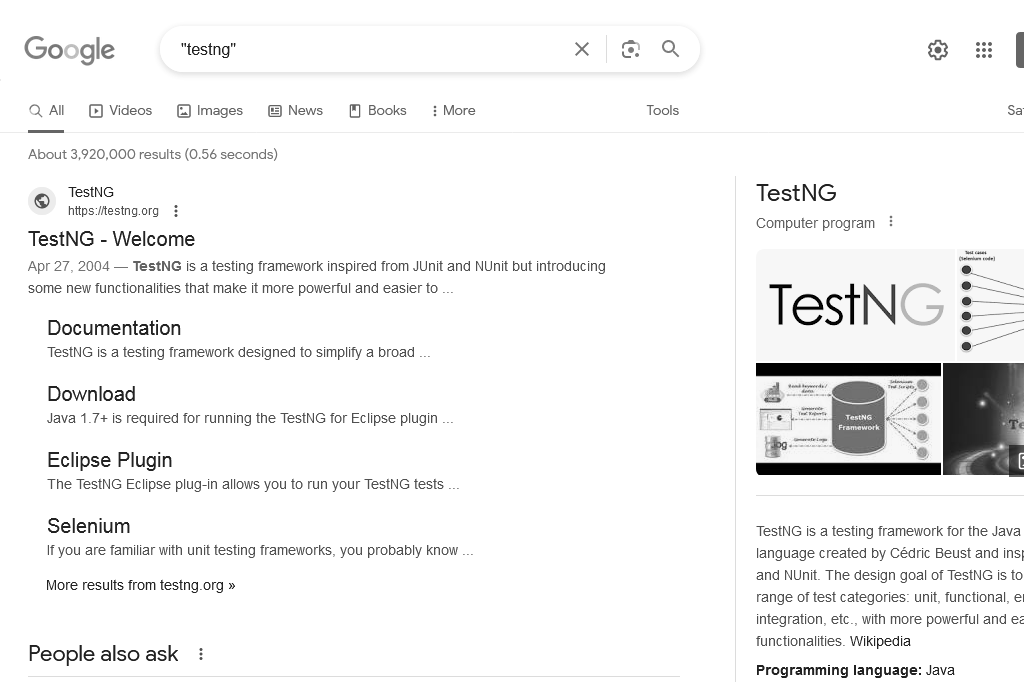 Google
"testng"
All
Videos
Images
News
Books
More
Tools
About 3,920,000 results (0.56 seconds)
TestNG
https://testng.org
TestNG - Welcome
Apr 27, 2004 — TestNG is a testing framework inspired from JUnit and NUnit but introducing
some new functionalities that make it more powerful and easier to ...
Documentation
TestNG is a testing framework designed to simplify a broad ...
Download
Java 1.7+ is required for running the TestNG for Eclipse plugin ...
Eclipse Plugin
The TestNG Eclipse plug-in allows you to run your TestNG tests ...
Selenium
If you are familiar with unit testing frameworks, you probably know ...
More results from testng.org »
People also ask
TestNG
Computer program
TestNG
Test cases
(Selenium code)
Selenium
Test Scripts
Generate
Test Reports
Generate Logs
TestNG
Framework
TestNG is a testing framework for the Java
language created by Cédric Beust and
and NUnit. The design goal of TestNG is to
range of test categories: unit, functional,
integration, etc., with more powerful and
functionalities. Wikipedia
Programming language: Java